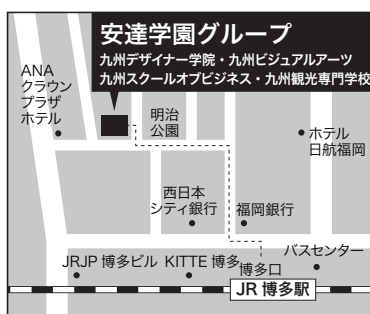 安達学園グループ
九州デザイナー学院・九州ビジュアルアーツ
九州スクールオブビジネス・九州観光専門学校
ANA
クラウン
プラザ
ホテル
明治
公園
ホテル
日航福岡
西日本
シティ銀行
福岡銀行
JRJP 博多ビル
KITTE 博多
博多口
バスセンター
JR 博多駅